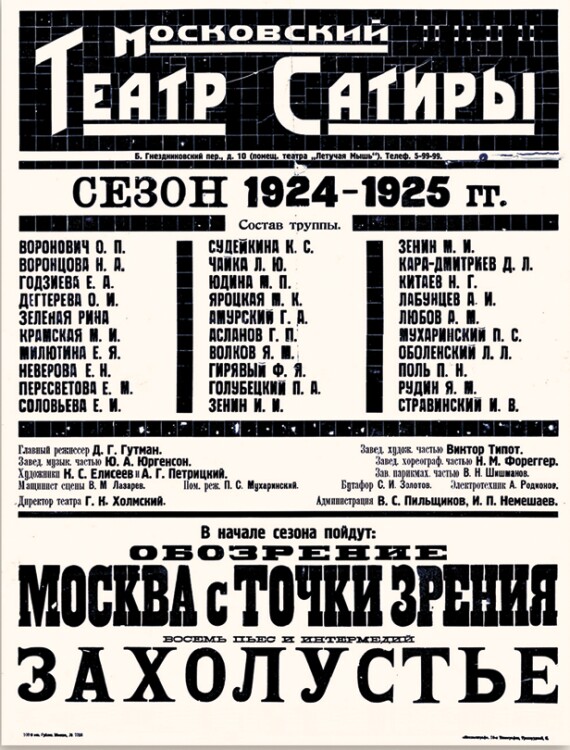 МОСКОВСКИЙ
ТЕАТР САТИРЫ
Б. Гнездниковский пер., д. 10 (помещ. театра „Летучая Мышь"). Телеф. 5-99-99.
СЕЗОН 1924-1925 гг.
Состав труппы.
ВОРОНОВИЧ О. П.
ВОРОНЦОВА Н. А.
ГОДЗИЕВА Е. А.
ДЕГТЕРЕВА О. И.
ЗЕЛЕНАЯ РИНА
КРАМСКАЯ М. И.
МИЛЮТИНА Е. Я.
НЕВЕРОВА Е. Н.
ПЕРЕСВЕТОВА Е. М.
СОЛОВЬЕВА Е. И.
СУДЕЙКИНА К. С.
ЧАЙКА Л. Ю.
ЮДИНА М. П.
ЯРОЦКАЯ М. К.
АМУРСКИЙ Г. А.
АСЛАНОВ Г. П.
ВОЛКОВ Я. М.
ГИРЯВЫЙ Ф. Я.
ГОЛУБЕЦКИЙ П. А.
ЗЕНИН И. И.
ЗЕНИН М. И.
КАРА-ДМИТРИЕВ Д. Л.
КИТАЕВ Н. Г.
ЛАБУНЦЕВ А. И.
ЛЮБОВ А. М.
МУХАРИНСКИЙ П. С.
ОБОЛЕНСКИЙ Л. Л.
ПОЛЬ П. Н.
РУДИН Я. М.
СТРАВИНСКИЙ И. В.
Главный режиссер Д. Г. Гутман.
Завед. музык. частью Ю. А. Юргенсон.
Художники К. С. Елисеев и А. Г. Петрицкий.
Машинист сцены В. М Лазарев. Пом. реж. П. С. Мухаринский.
Директор театра Г. К. Холмский.
Завед. худож. частью Виктор Типот.
Завед. хореограф. частью Н. М. Фореггер.
Зав. парикмах. частью В. Н. Шишманов.
Бутафор С. И. Золотов. Электротехник А. Родионов.
Администрация В. С. Пильщиков, И. П. Немешаев.
В начале сезона пойдут:
ОБОЗРЕНИЕ
МОСКВА с ТОЧКИ ЗРЕНИЯ
ВОСЕМЬ ПЬЕС И ИНТЕРМЕДИЙ
ЗАХОЛУСТЬЕ